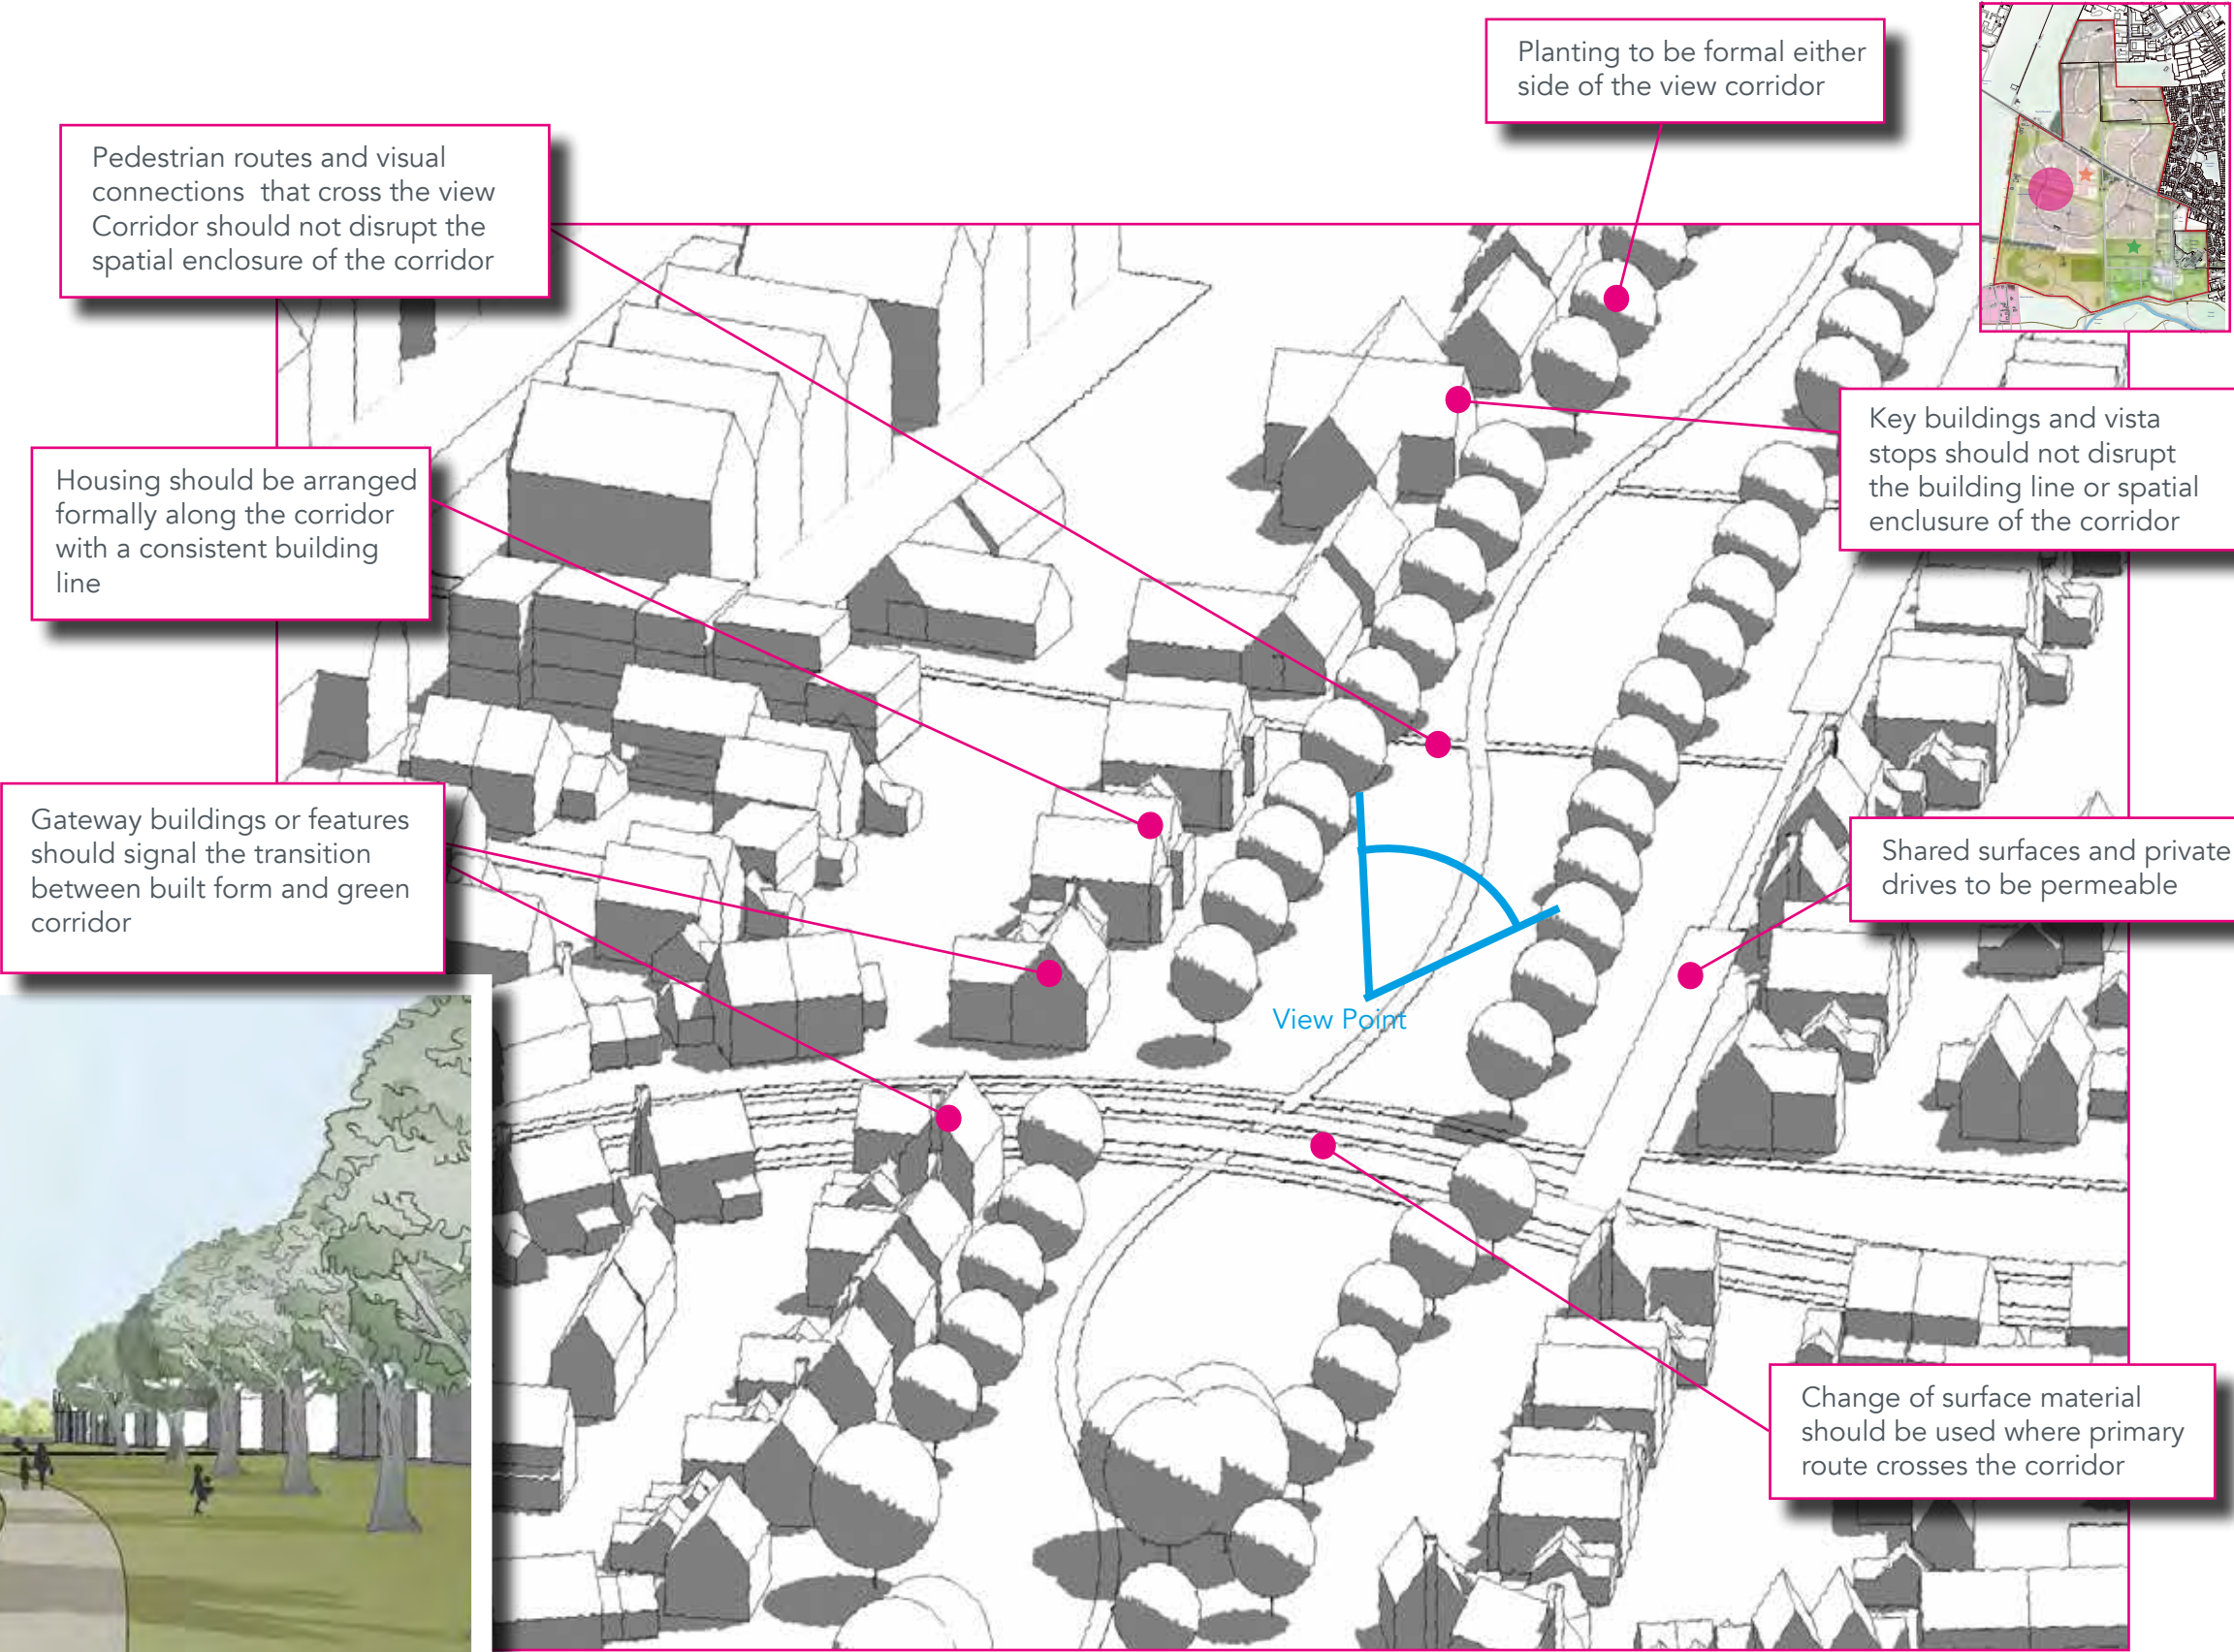 Planting to be formal either
side of the view corridor
Pedestrian routes and visual
connections that cross the view
Corridor should not disrupt the
spatial enclosure of the corridor
Key buildings and vista
stops should not disrupt
the building line or spatial
enclusure of the corridor
Housing should be arranged
formally along the corridor
with a consistent building
line
Gateway buildings or features
should signal the transition
between built form and green
corridor
Shared surfaces and private
drives to be permeable
View Point
Change of surface material
should be used where primary
route crosses the corridor